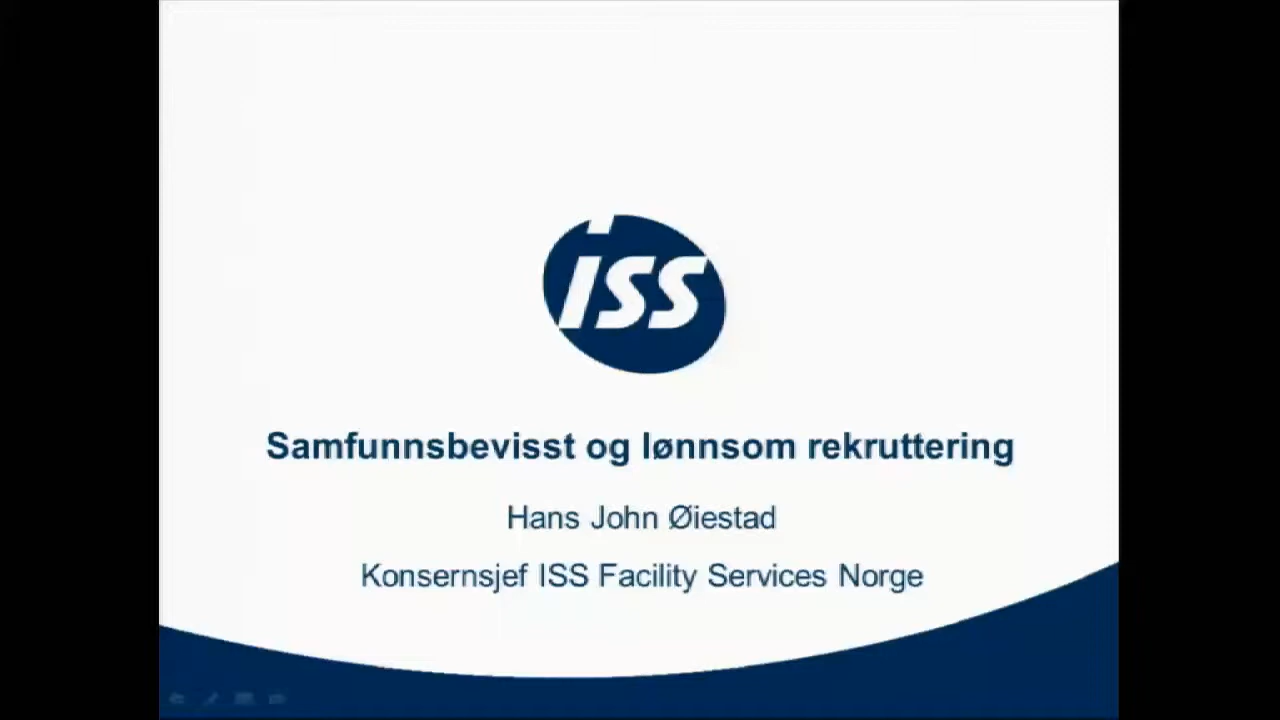 ISS
Samfunnsbevisst og lønnsom rekruttering
Hans John Øiestad
Konsernsjef ISS Facility Services Norge